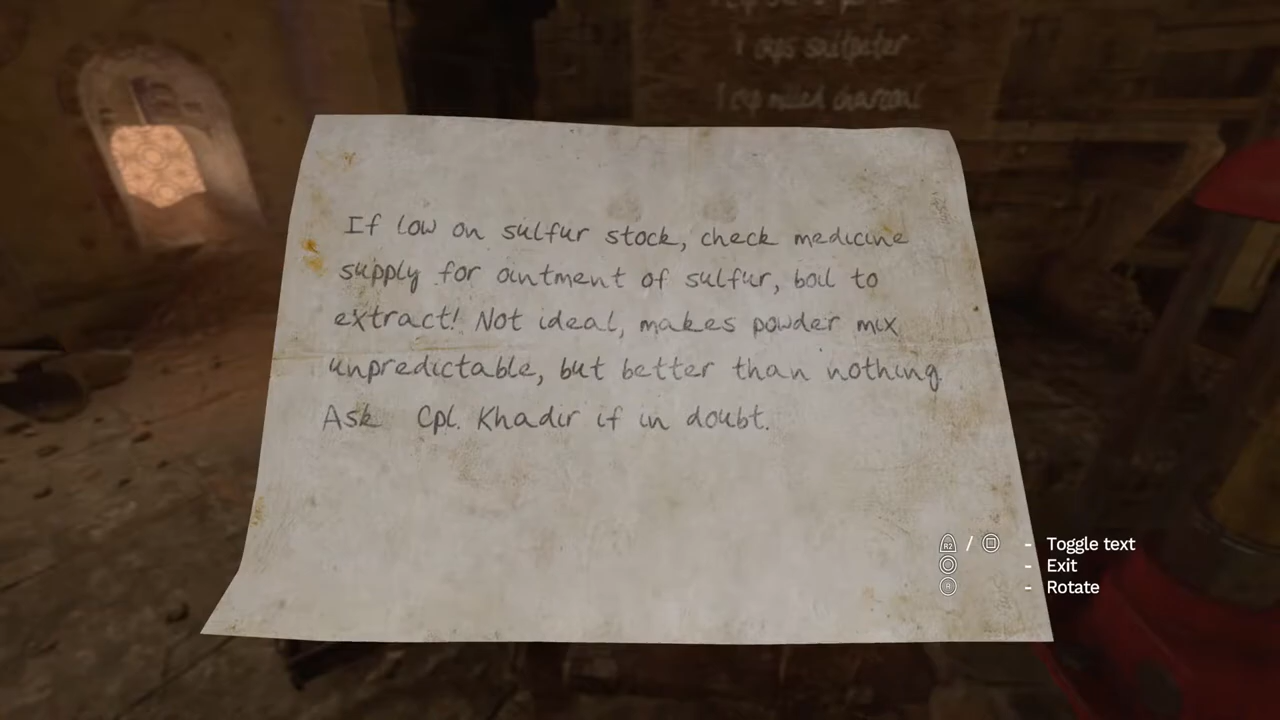 1 cups saltpeter
1 cup milled charcoal
If low on sulfur stock, check medicine
supply for ointment of sulfur, boil to
extract! Not ideal, makes powder mix
unpredictable, but better than nothing.
Ask Cpl. Khadir if in doubt.
R2 / - Toggle text
- Exit
R - Rotate